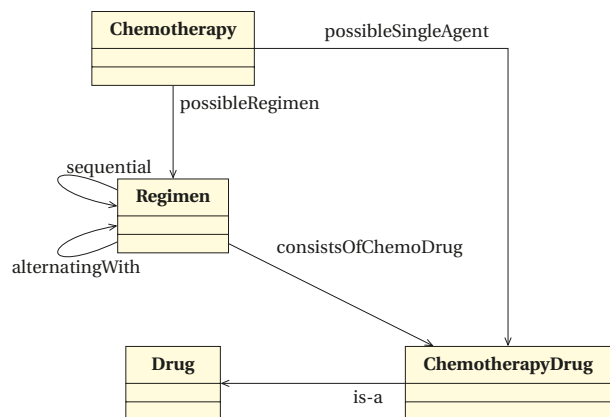 Chemotherapy
possibleSingleAgent
possibleRegimen
sequential
Regimen
consistsOfChemoDrug
alternatingWith
Drug
ChemotherapyDrug
is-a